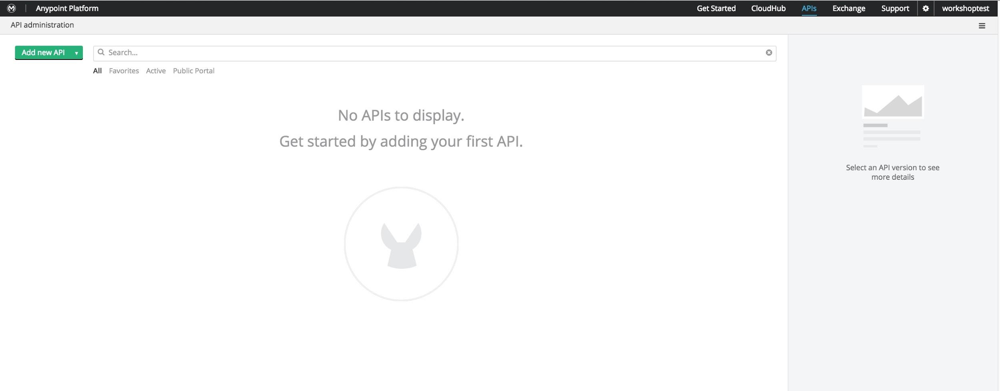 Anypoint Platform Get Started CloudHub APIs Exchange Support workshoptest
API administration
Add new API Search...
All Favorites Active Public Portal
No APIs to display.
Get started by adding your first API.
Select an API version to see
more details